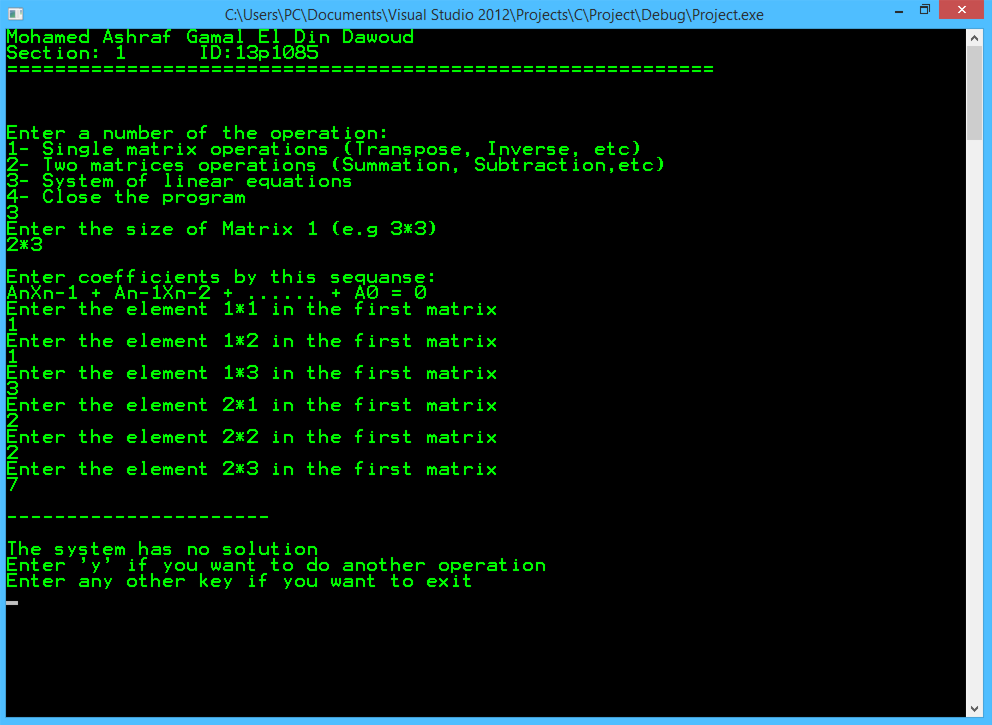 C:\Users\PC\Documents\Visual Studio 2012\Projects\C\Project\Debug\Project.exe
Mohamed Ashraf Gamal El Din Dawoud
Section: 1      ID:13p1085
===========================================================
Enter a number of the operation:
1- Single matrix operations (Transpose, Inverse, etc)
2- Two matrices operations (Summation, Subtraction,etc)
3- System of linear equations
4- Close the program
3
Enter the size of Matrix 1 (e.g 3*3)
2*3
Enter coefficients by this sequanse:
AnXn-1 + An-1Xn-2 + ...... + A0 = 0
Enter the element 1*1 in the first matrix
1
Enter the element 1*2 in the first matrix
1
Enter the element 1*3 in the first matrix
3
Enter the element 2*1 in the first matrix
2
Enter the element 2*2 in the first matrix
2
Enter the element 2*3 in the first matrix
7
----------------------
The system has no solution
Enter 'y' if you want to do another operation
Enter any other key if you want to exit